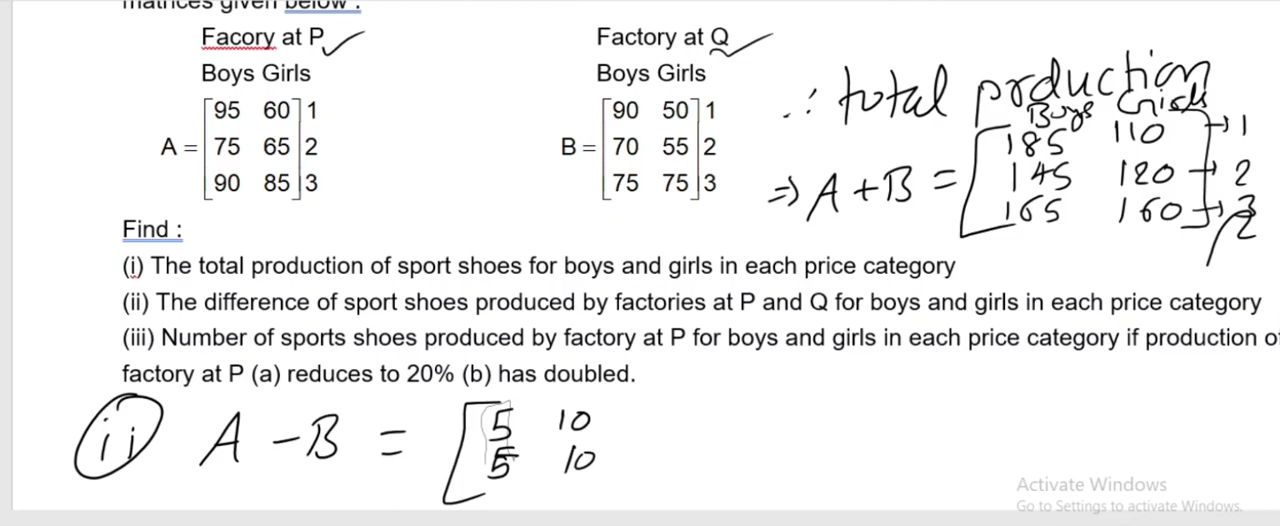 matrices given below :
Facory at P
Boys Girls
A = [95 60] 1
75 65 2
90 85 3
Factory at Q
Boys Girls
B = [90 50] 1
70 55 2
75 75 3
∴ total production
Boys Girls
⇒ A + B = [185 110] → 1
145 120 → 2
165 160 → 3
Find :
(i) The total production of sport shoes for boys and girls in each price category
(ii) The difference of sport shoes produced by factories at P and Q for boys and girls in each price category
(iii) Number of sports shoes produced by factory at P for boys and girls in each price category if production of
factory at P (a) reduces to 20% (b) has doubled.
(ii) A - B = [5 10
5 10
Activate Windows
Go to Settings to activate Windows.